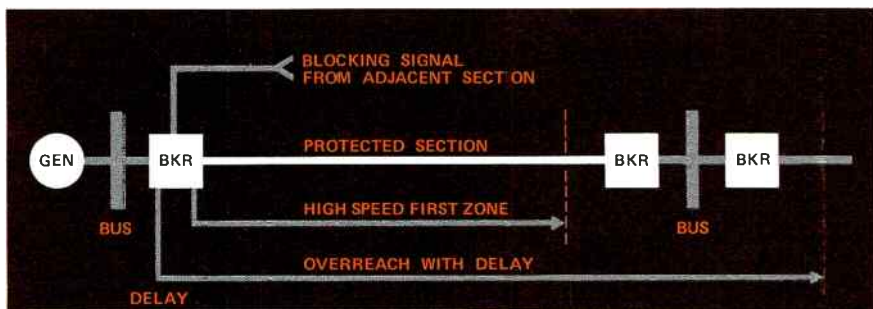 BLOCKING SIGNAL
FROM ADJACENT SECTION
GEN
BKR
PROTECTED SECTION
BKR
BKR
BUS
HIGH SPEED FIRST ZONE
BUS
OVERREACH WITH DELAY
DELAY